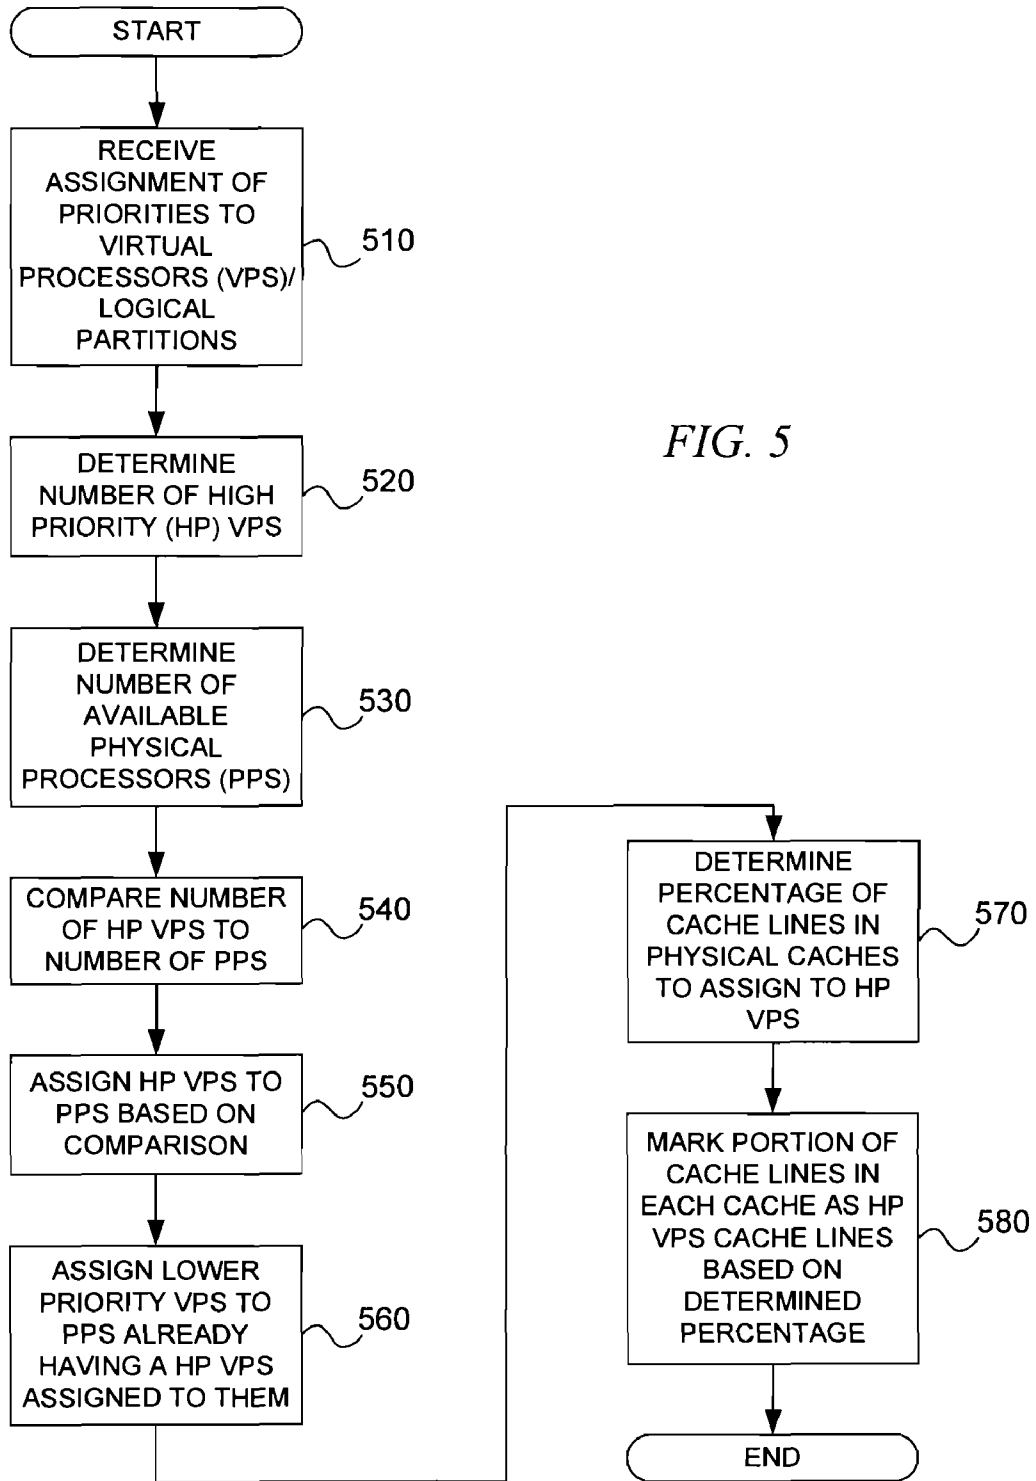 START
RECEIVE
ASSIGNMENT OF
PRIORITIES TO
VIRTUAL
PROCESSORS (VPS)/
LOGICAL
PARTITIONS
510
DETERMINE
NUMBER OF HIGH
PRIORITY (HP) VPS
520
DETERMINE
NUMBER OF
AVAILABLE
PHYSICAL
PROCESSORS (PPS)
530
COMPARE NUMBER
OF HP VPS TO
NUMBER OF PPS
540
ASSIGN HP VPS TO
PPS BASED ON
COMPARISON
550
ASSIGN LOWER
PRIORITY VPS TO
PPS ALREADY
HAVING A HP VPS
ASSIGNED TO THEM
560
FIG. 5
DETERMINE
PERCENTAGE OF
CACHE LINES IN
PHYSICAL CACHES
TO ASSIGN TO HP
VPS
570
MARK PORTION OF
CACHE LINES IN
EACH CACHE AS HP
VPS CACHE LINES
BASED ON
DETERMINED
PERCENTAGE
580
END